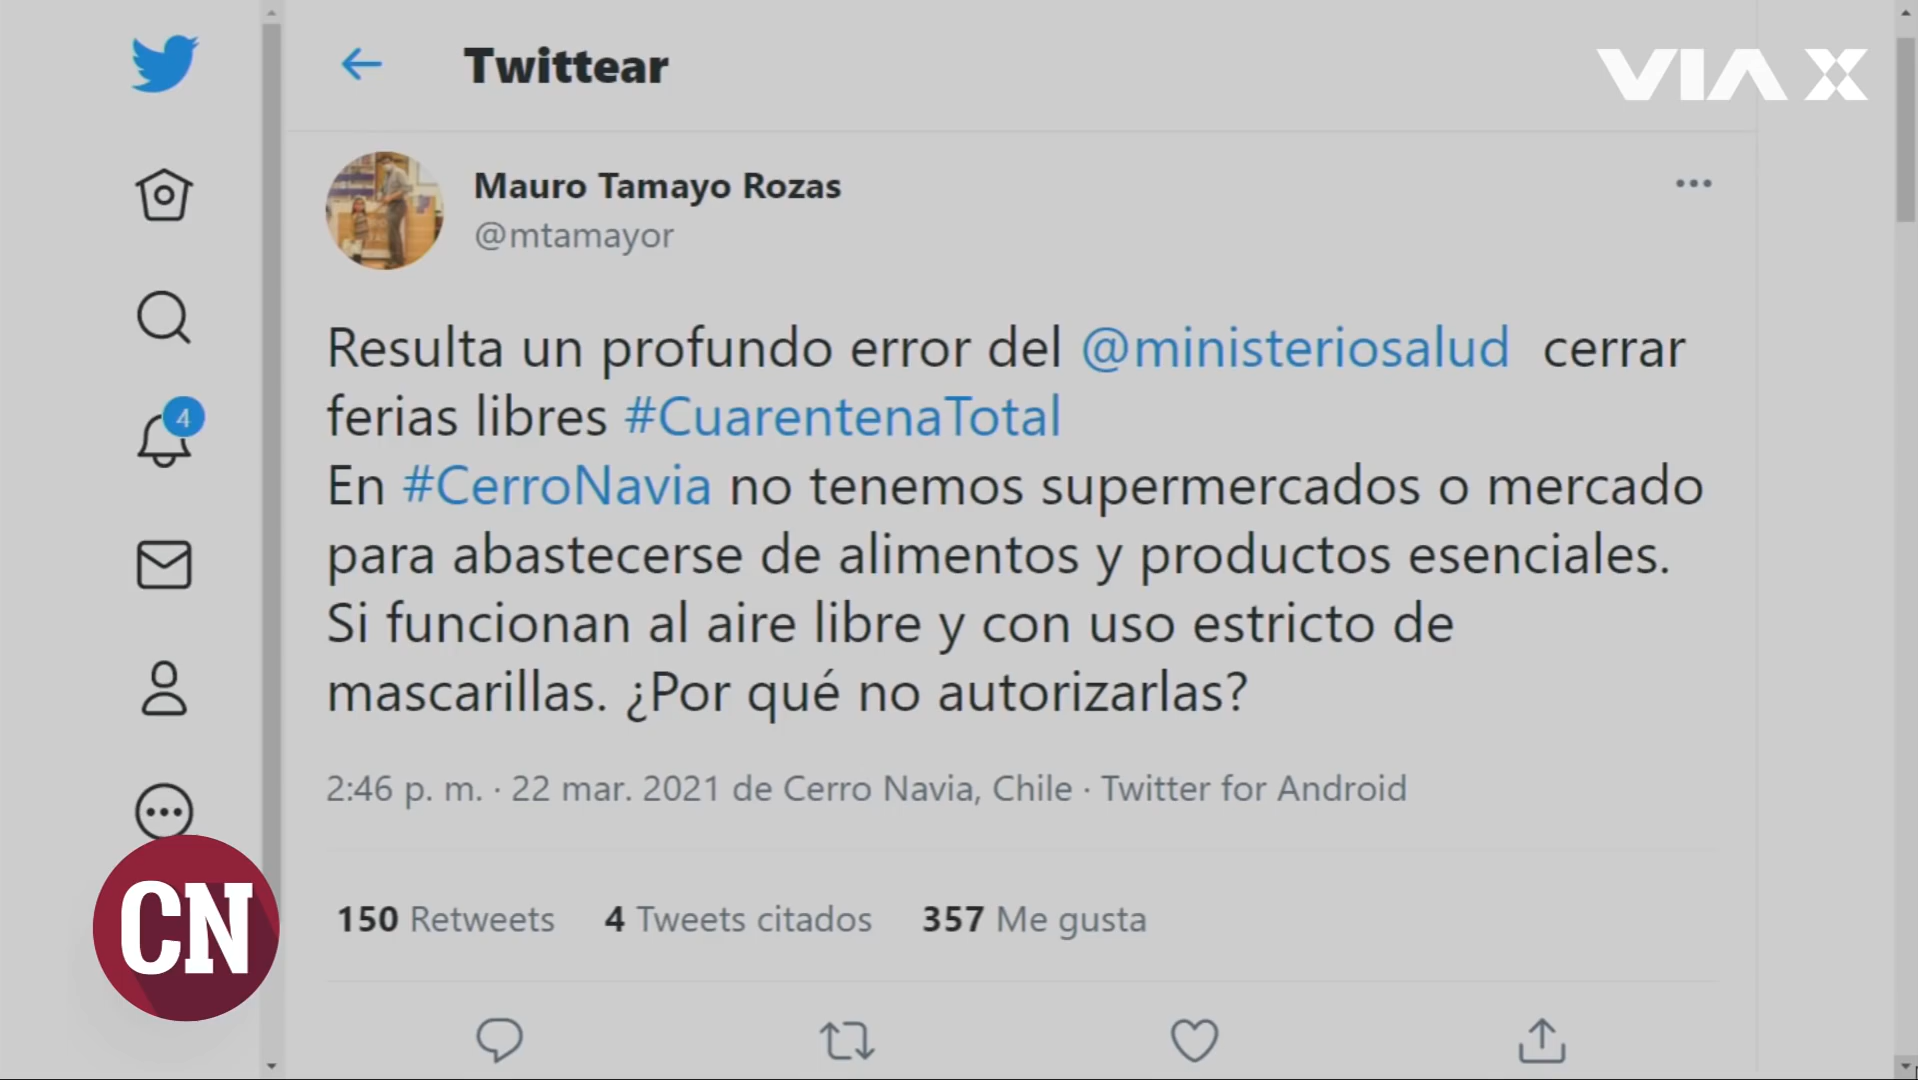 Twittear
VIA X
Mauro Tamayo Rozas
@mtamayor
Resulta un profundo error del @ministeriosalud cerrar
ferias libres #CuarentenaTotal
En #CerroNavia no tenemos supermercados o mercado
para abastecerse de alimentos y productos esenciales.
Si funcionan al aire libre y con uso estricto de
mascarillas. ¿Por qué no autorizarlas?
2:46 p. m. · 22 mar. 2021 de Cerro Navia, Chile · Twitter for Android
150 Retweets 4 Tweets citados 357 Me gusta
4
CN